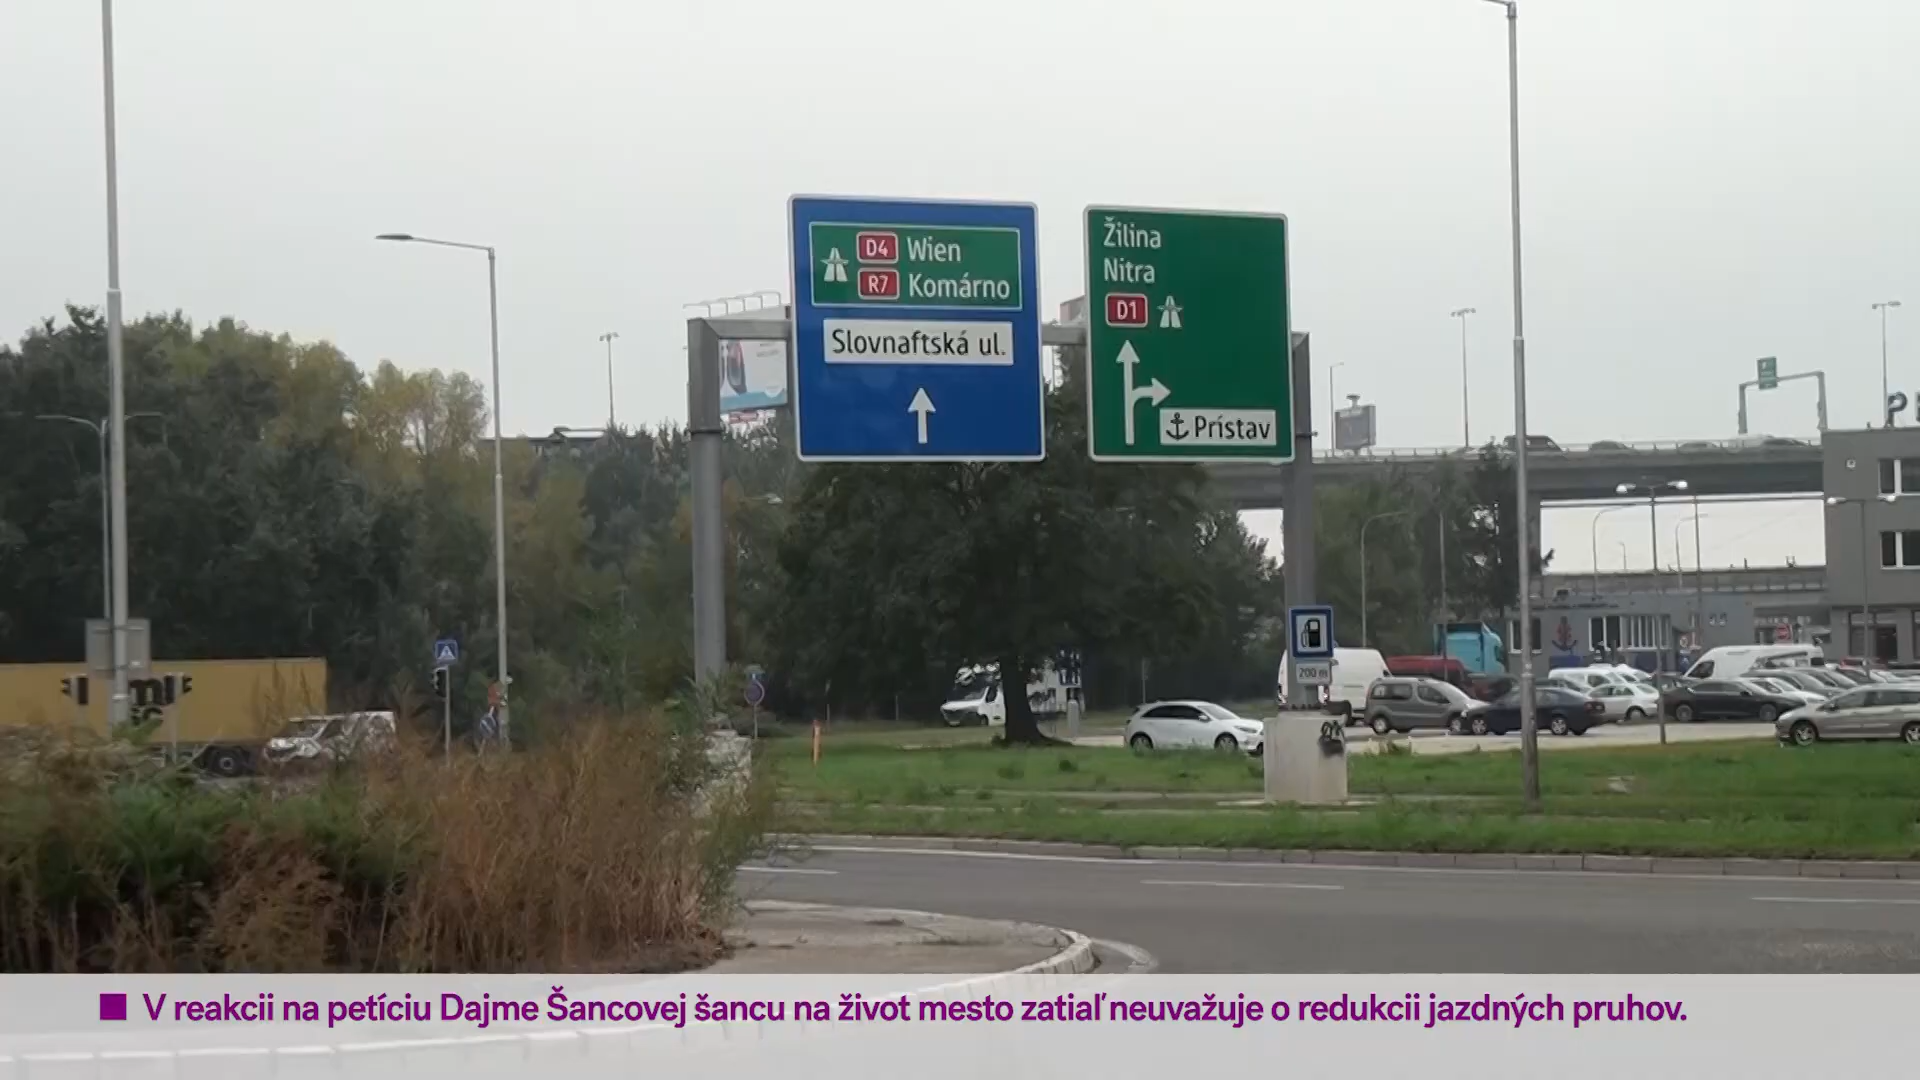 D4 Wien
R7 Komárno
Slovnaftská ul.
Žilina
Nitra
D1
Prístav
200 m
V reakcii na petíciu Dajme Šancovej šancu na život mesto zatiaľ neuvažuje o redukcii jazdných pruhov.